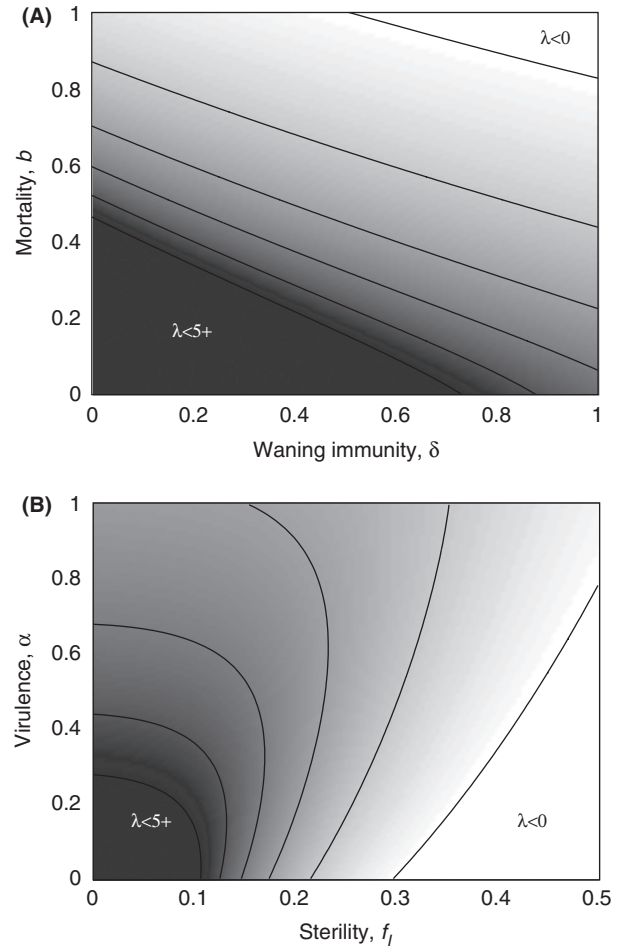 (A)
1
0.8
0.6
0.4
0.2
0
Mortality, b
λ<0
λ<5+
0 0.2 0.4 0.6 0.8 1
Waning immunity, δ
(B)
1
0.8
0.6
0.4
0.2
0
Virulence, α
λ<5+
λ<0
0 0.1 0.2 0.3 0.4 0.5
Sterility, f_I